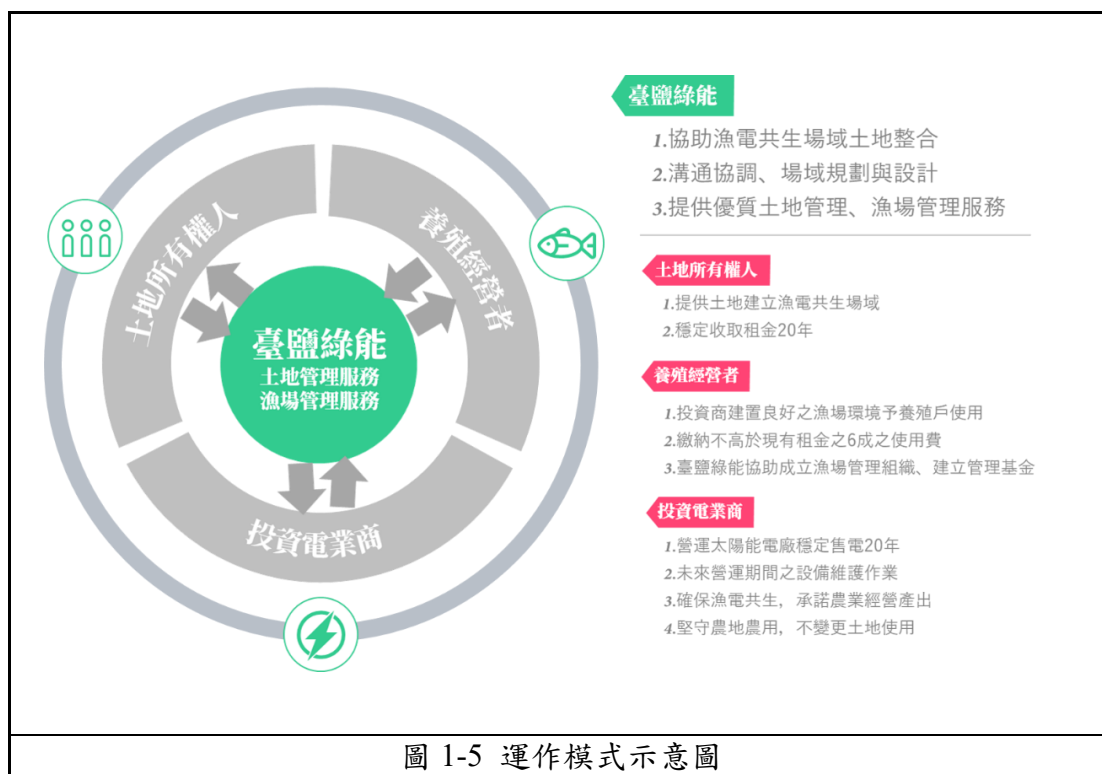 土地所有權人
養殖經營者
臺鹽綠能
土地管理服務
漁場管理服務
投資電業商
臺鹽綠能
1.協助漁電共生場域土地整合
2.溝通協調、場域規劃與設計
3.提供優質土地管理、漁場管理服務
土地所有權人
1.提供土地建立漁電共生場域
2.穩定收取租金20年
養殖經營者
1.投資商建置良好之漁場環境予養殖戶使用
2.繳納不高於現有租金之6成之使用費
3.臺鹽綠能協助成立漁場管理組織、建立管理基金
投資電業商
1.營運太陽能電廠穩定售電20年
2.未來營運期間之設備維護作業
3.確保漁電共生，承諾農業經營產出
4.堅守農地農用，不變更土地使用
圖 1-5 運作模式示意圖